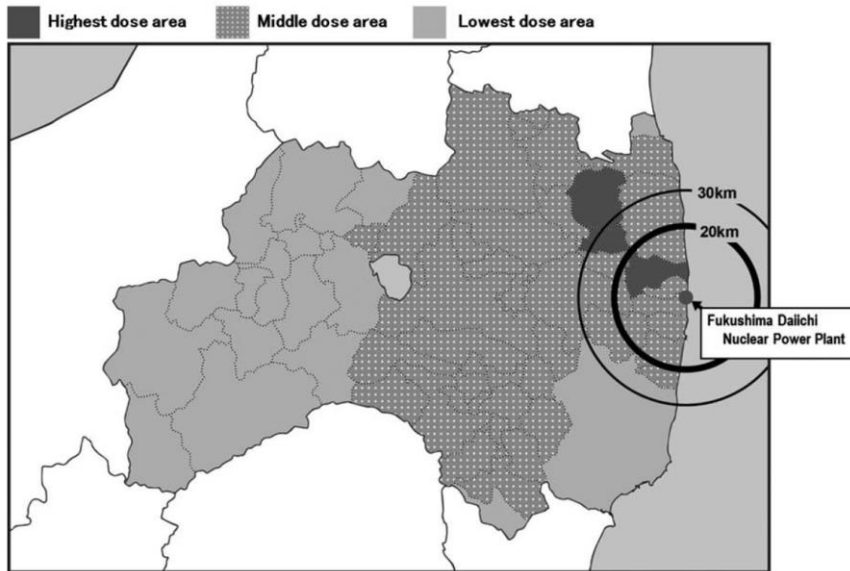 Highest dose area Middle dose area Lowest dose area
30km
20km
Fukushima Daiichi
Nuclear Power Plant